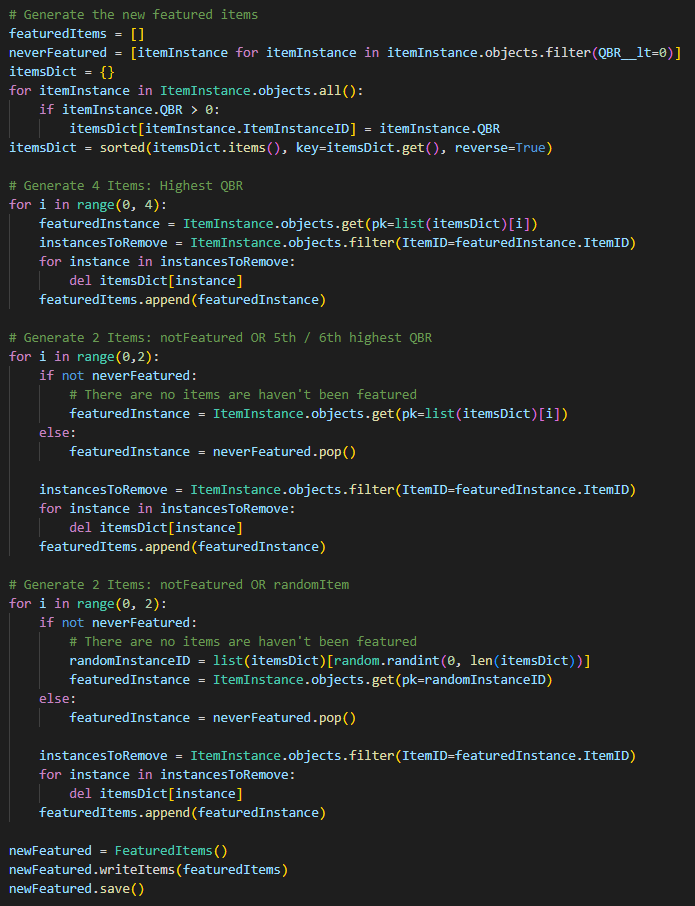 # Generate the new featured items
featuredItems = []
neverFeatured = [itemInstance for itemInstance in itemInstance.objects.filter(QBR__lt=0)]
itemsDict = {}
for itemInstance in ItemInstance.objects.all():
    if itemInstance.QBR > 0:
        itemsDict[itemInstance.ItemInstanceID] = itemInstance.QBR
itemsDict = sorted(itemsDict.items(), key=itemsDict.get(), reverse=True)

# Generate 4 Items: Highest QBR
for i in range(0, 4):
    featuredInstance = ItemInstance.objects.get(pk=list(itemsDict)[i])
    instancesToRemove = ItemInstance.objects.filter(ItemID=featuredInstance.ItemID)
    for instance in instancesToRemove:
        del itemsDict[instance]
    featuredItems.append(featuredInstance)

# Generate 2 Items: notFeatured OR 5th / 6th highest QBR
for i in range(0,2):
    if not neverFeatured:
        # There are no items are haven't been featured
        featuredInstance = ItemInstance.objects.get(pk=list(itemsDict)[i])
    else:
        featuredInstance = neverFeatured.pop()

    instancesToRemove = ItemInstance.objects.filter(ItemID=featuredInstance.ItemID)
    for instance in instancesToRemove:
        del itemsDict[instance]
    featuredItems.append(featuredInstance)

# Generate 2 Items: notFeatured OR randomItem
for i in range(0, 2):
    if not neverFeatured:
        # There are no items are haven't been featured
        randomInstanceID = list(itemsDict)[random.randint(0, len(itemsDict))]
        featuredInstance = ItemInstance.objects.get(pk=randomInstanceID)
    else:
        featuredInstance = neverFeatured.pop()

    instancesToRemove = ItemInstance.objects.filter(ItemID=featuredInstance.ItemID)
    for instance in instancesToRemove:
        del itemsDict[instance]
    featuredItems.append(featuredInstance)

newFeatured = FeaturedItems()
newFeatured.writeItems(featuredItems)
newFeatured.save()